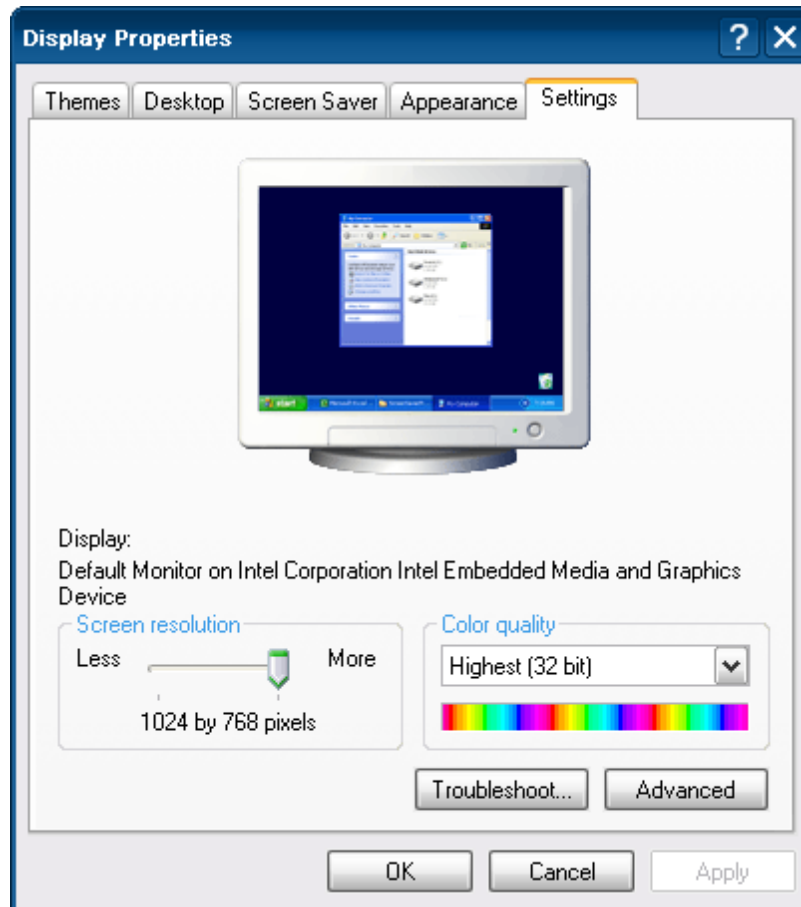 Display Properties
?
Themes Desktop Screen Saver Appearance Settings
start
My Computer
Display:
Default Monitor on Intel Corporation Intel Embedded Media and Graphics
Device
Screen resolution
Less More
1024 by 768 pixels
Color quality
Highest (32 bit)
Troubleshoot... Advanced
OK Cancel Apply